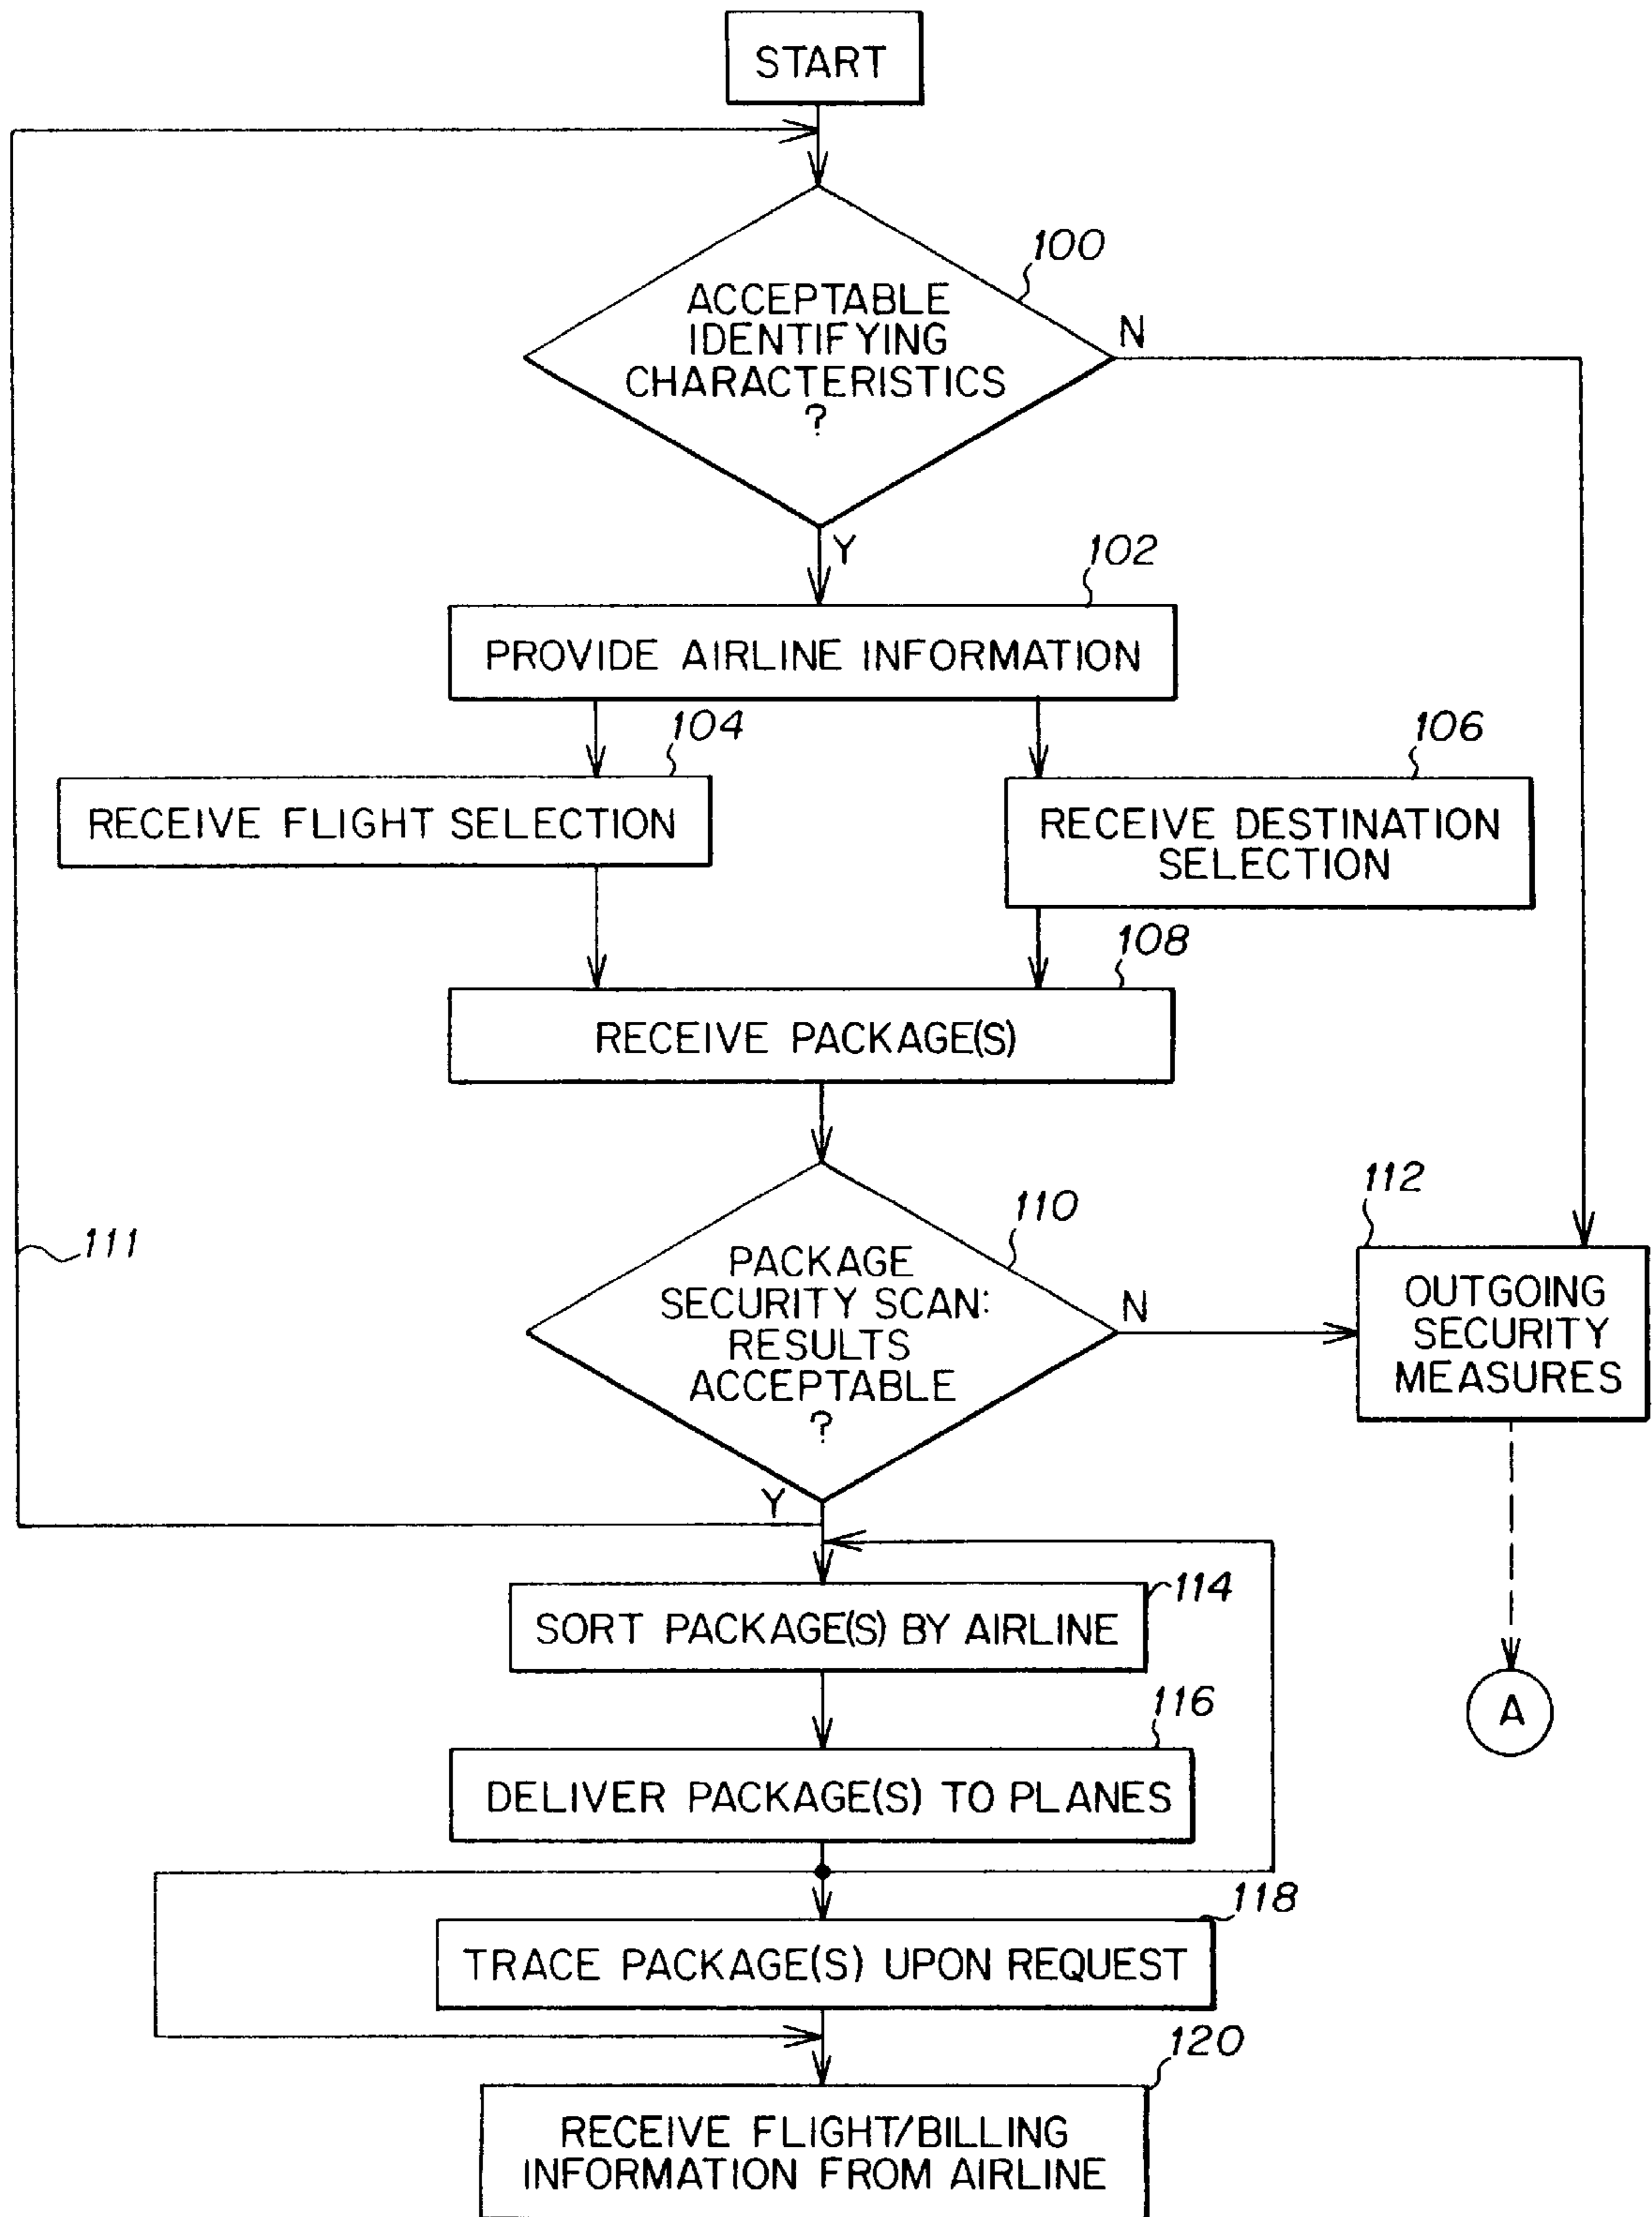 START
100
ACCEPTABLE
IDENTIFYING
CHARACTERISTICS
?
N
Y
102
PROVIDE AIRLINE INFORMATION
104
106
RECEIVE FLIGHT SELECTION
RECEIVE DESTINATION
SELECTION
108
RECEIVE PACKAGE(S)
110
112
111
PACKAGE
SECURITY SCAN:
RESULTS
ACCEPTABLE
?
N
OUTGOING
SECURITY
MEASURES
Y
114
SORT PACKAGE(S) BY AIRLINE
116
A
DELIVER PACKAGE(S) TO PLANES
118
TRACE PACKAGE(S) UPON REQUEST
120
RECEIVE FLIGHT/BILLING
INFORMATION FROM AIRLINE